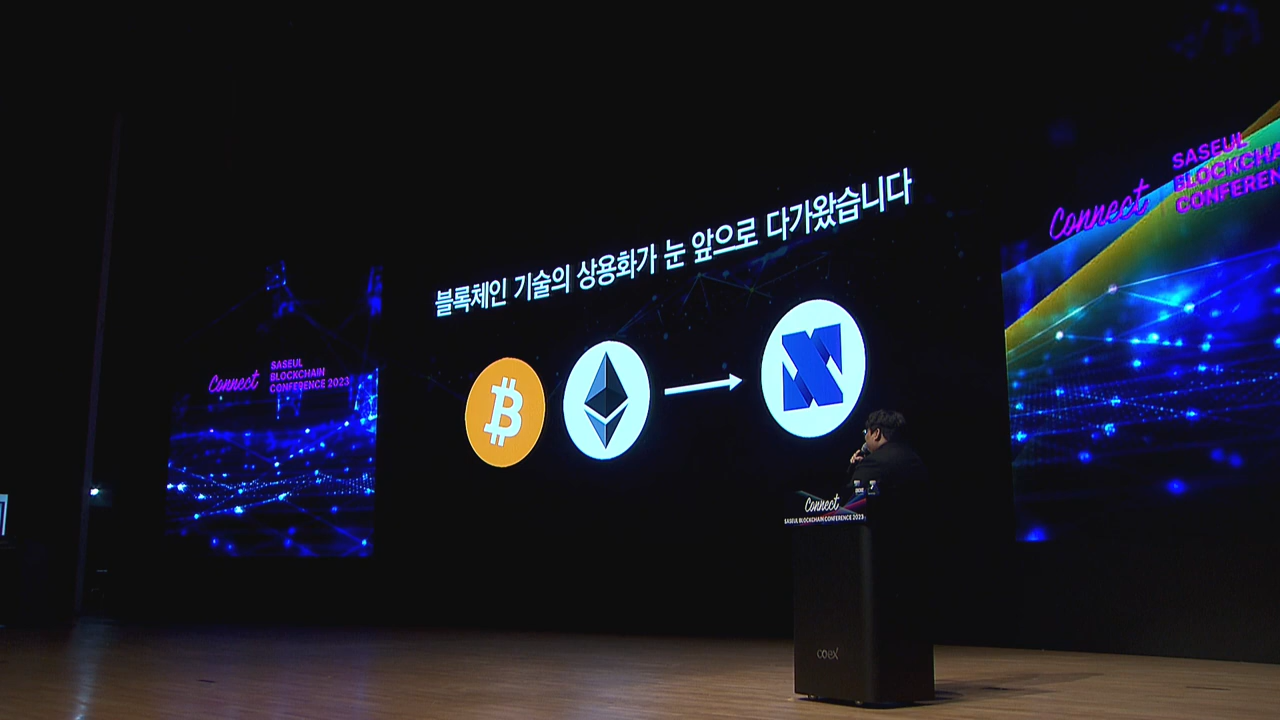 블록체인 기술의 상용화가 눈 앞으로 다가왔습니다
Connect
SASEUL
BLOCKCHAIN
CONFERENCE 2023
Connect
SASEUL
BLOCKCHA
CONFEREN
Connect
SASEUL BLOCKCHAIN CONFERENCE 2023
coex